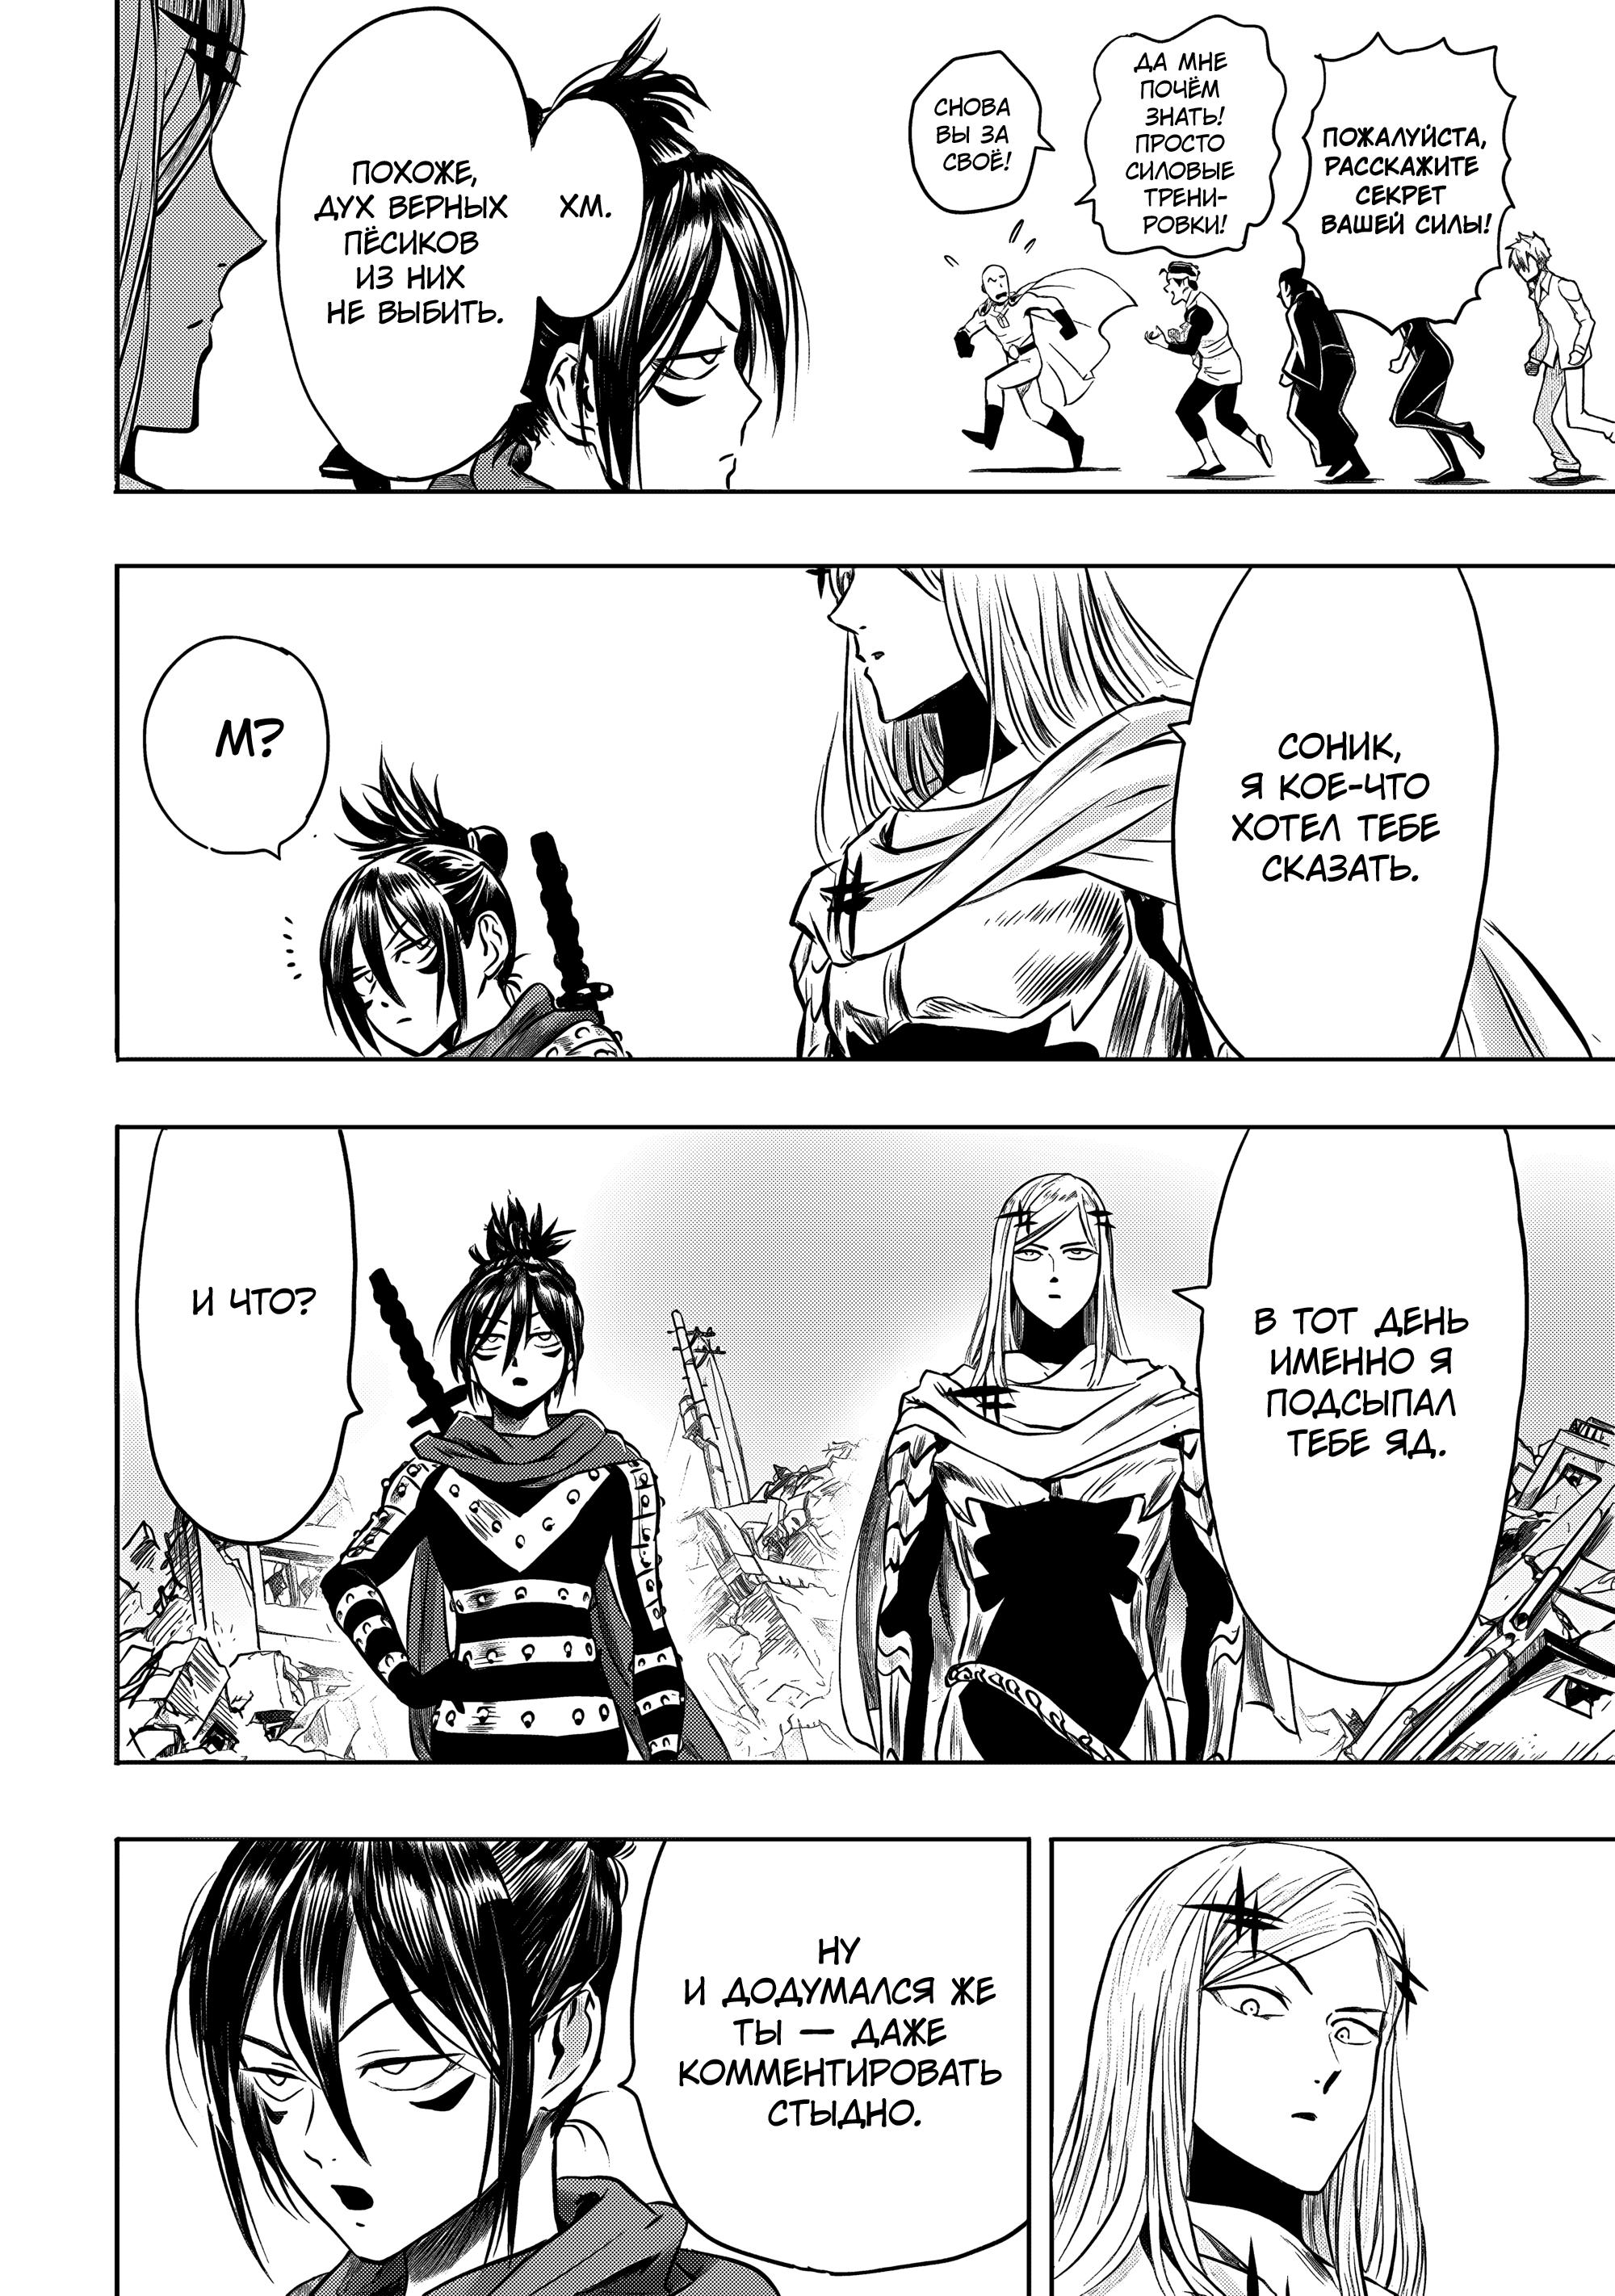 ПОЖАЛУЙСТА,
РАССКАЖИТЕ
СЕКРЕТ
ВАШЕЙ СИЛЫ!
ДА МНЕ
ПОЧЁМ
ЗНАТЬ!
ПРОСТО
СИЛОВЫЕ
ТРЕНИ-
РОВКИ!
СНОВА
ВЫ ЗА
СВОЁ!
ХМ.
ПОХОЖЕ,
ДУХ ВЕРНЫХ
ПЁСИКОВ
ИЗ НИХ
НЕ ВЫБИТЬ.
СОНИК,
Я КОЕ-ЧТО
ХОТЕЛ ТЕБЕ
СКАЗАТЬ.
М?
В ТОТ ДЕНЬ
ИМЕННО Я
ПОДСЫПАЛ
ТЕБЕ ЯД.
И ЧТО?
НУ
И ДОДУМАЛСЯ ЖЕ
ТЫ — ДАЖЕ
КОММЕНТИРОВАТЬ
СТЫДНО.